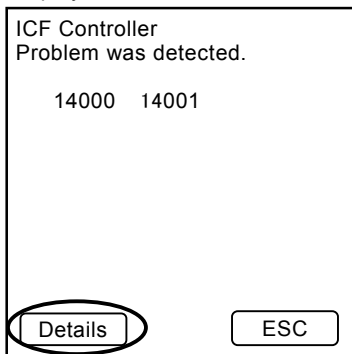 ICF Controller
Problem was detected.
14000 14001
Details ESC